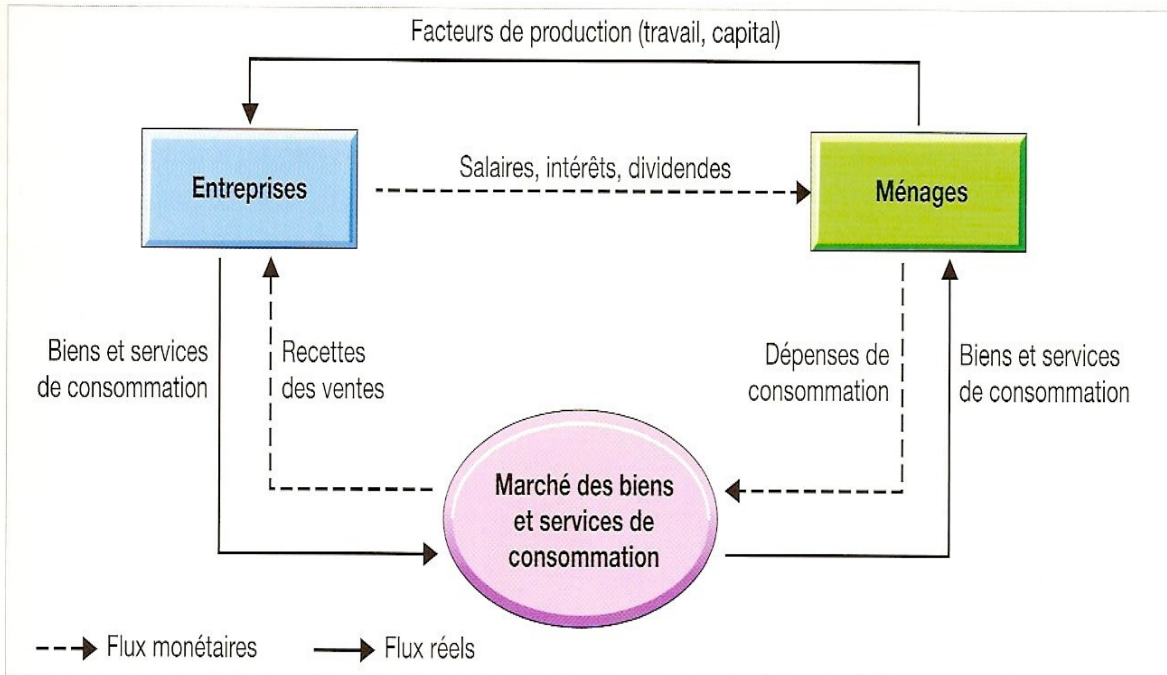 Facteurs de production (travail, capital)
Entreprises
Salaires, intérêts, dividendes
Ménages
Biens et services
de consommation
Recettes
des ventes
Dépenses de
consommation
Biens et services
de consommation
Marché des biens
et services de
consommation
Flux monétaires
Flux réels